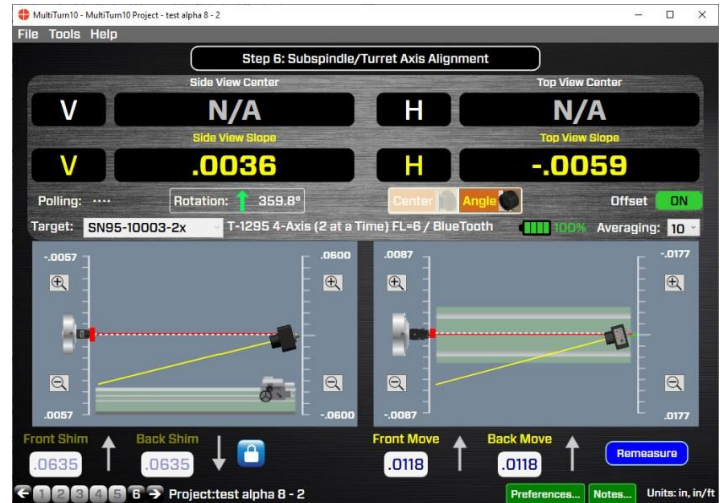 MultiTurn10 - MultiTurn10 Project - test alpha 8 - 2
File Tools Help
Step 6: Subspindle/Turret Axis Alignment
Side View Center Top View Center
V N/A H N/A
Side View Slope Top View Slope
V .0036 H -.0059
Polling: ···· Rotation: 359.8° Center Angle Offset ON
Target: SN95-10003-2x T-1295 4-Axis (2 at a Time) FL=6 / BlueTooth 100% Averaging: 10
-.0057 .0600 .0087 -.0177
.0057 -.0600 -.0087 .0177
Front Shim Back Shim Front Move Back Move
.0635 .0635 .0118 .0118 Remeasure
1 2 3 4 5 6 Project:test alpha 8 - 2 Preferences... Notes... Units: in, in/ft